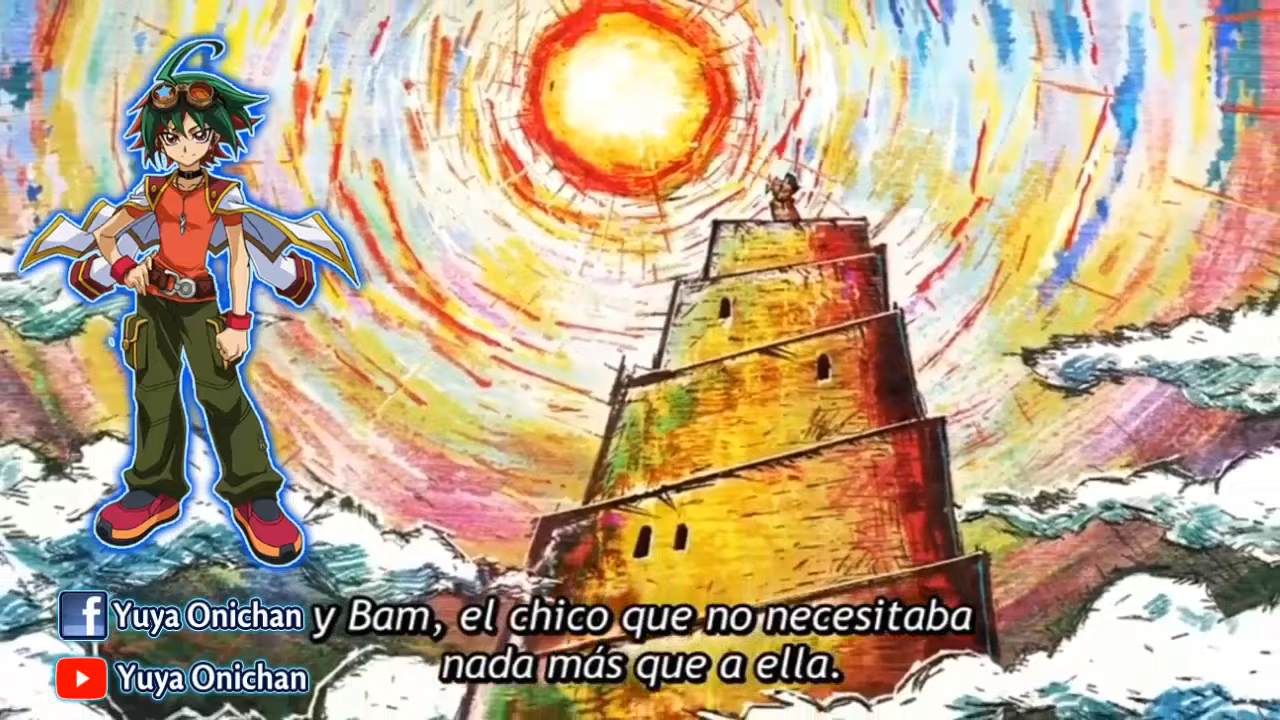 Yuya Onichan
y Bam, el chico que no necesitaba
nada más que a ella.
Yuya Onichan